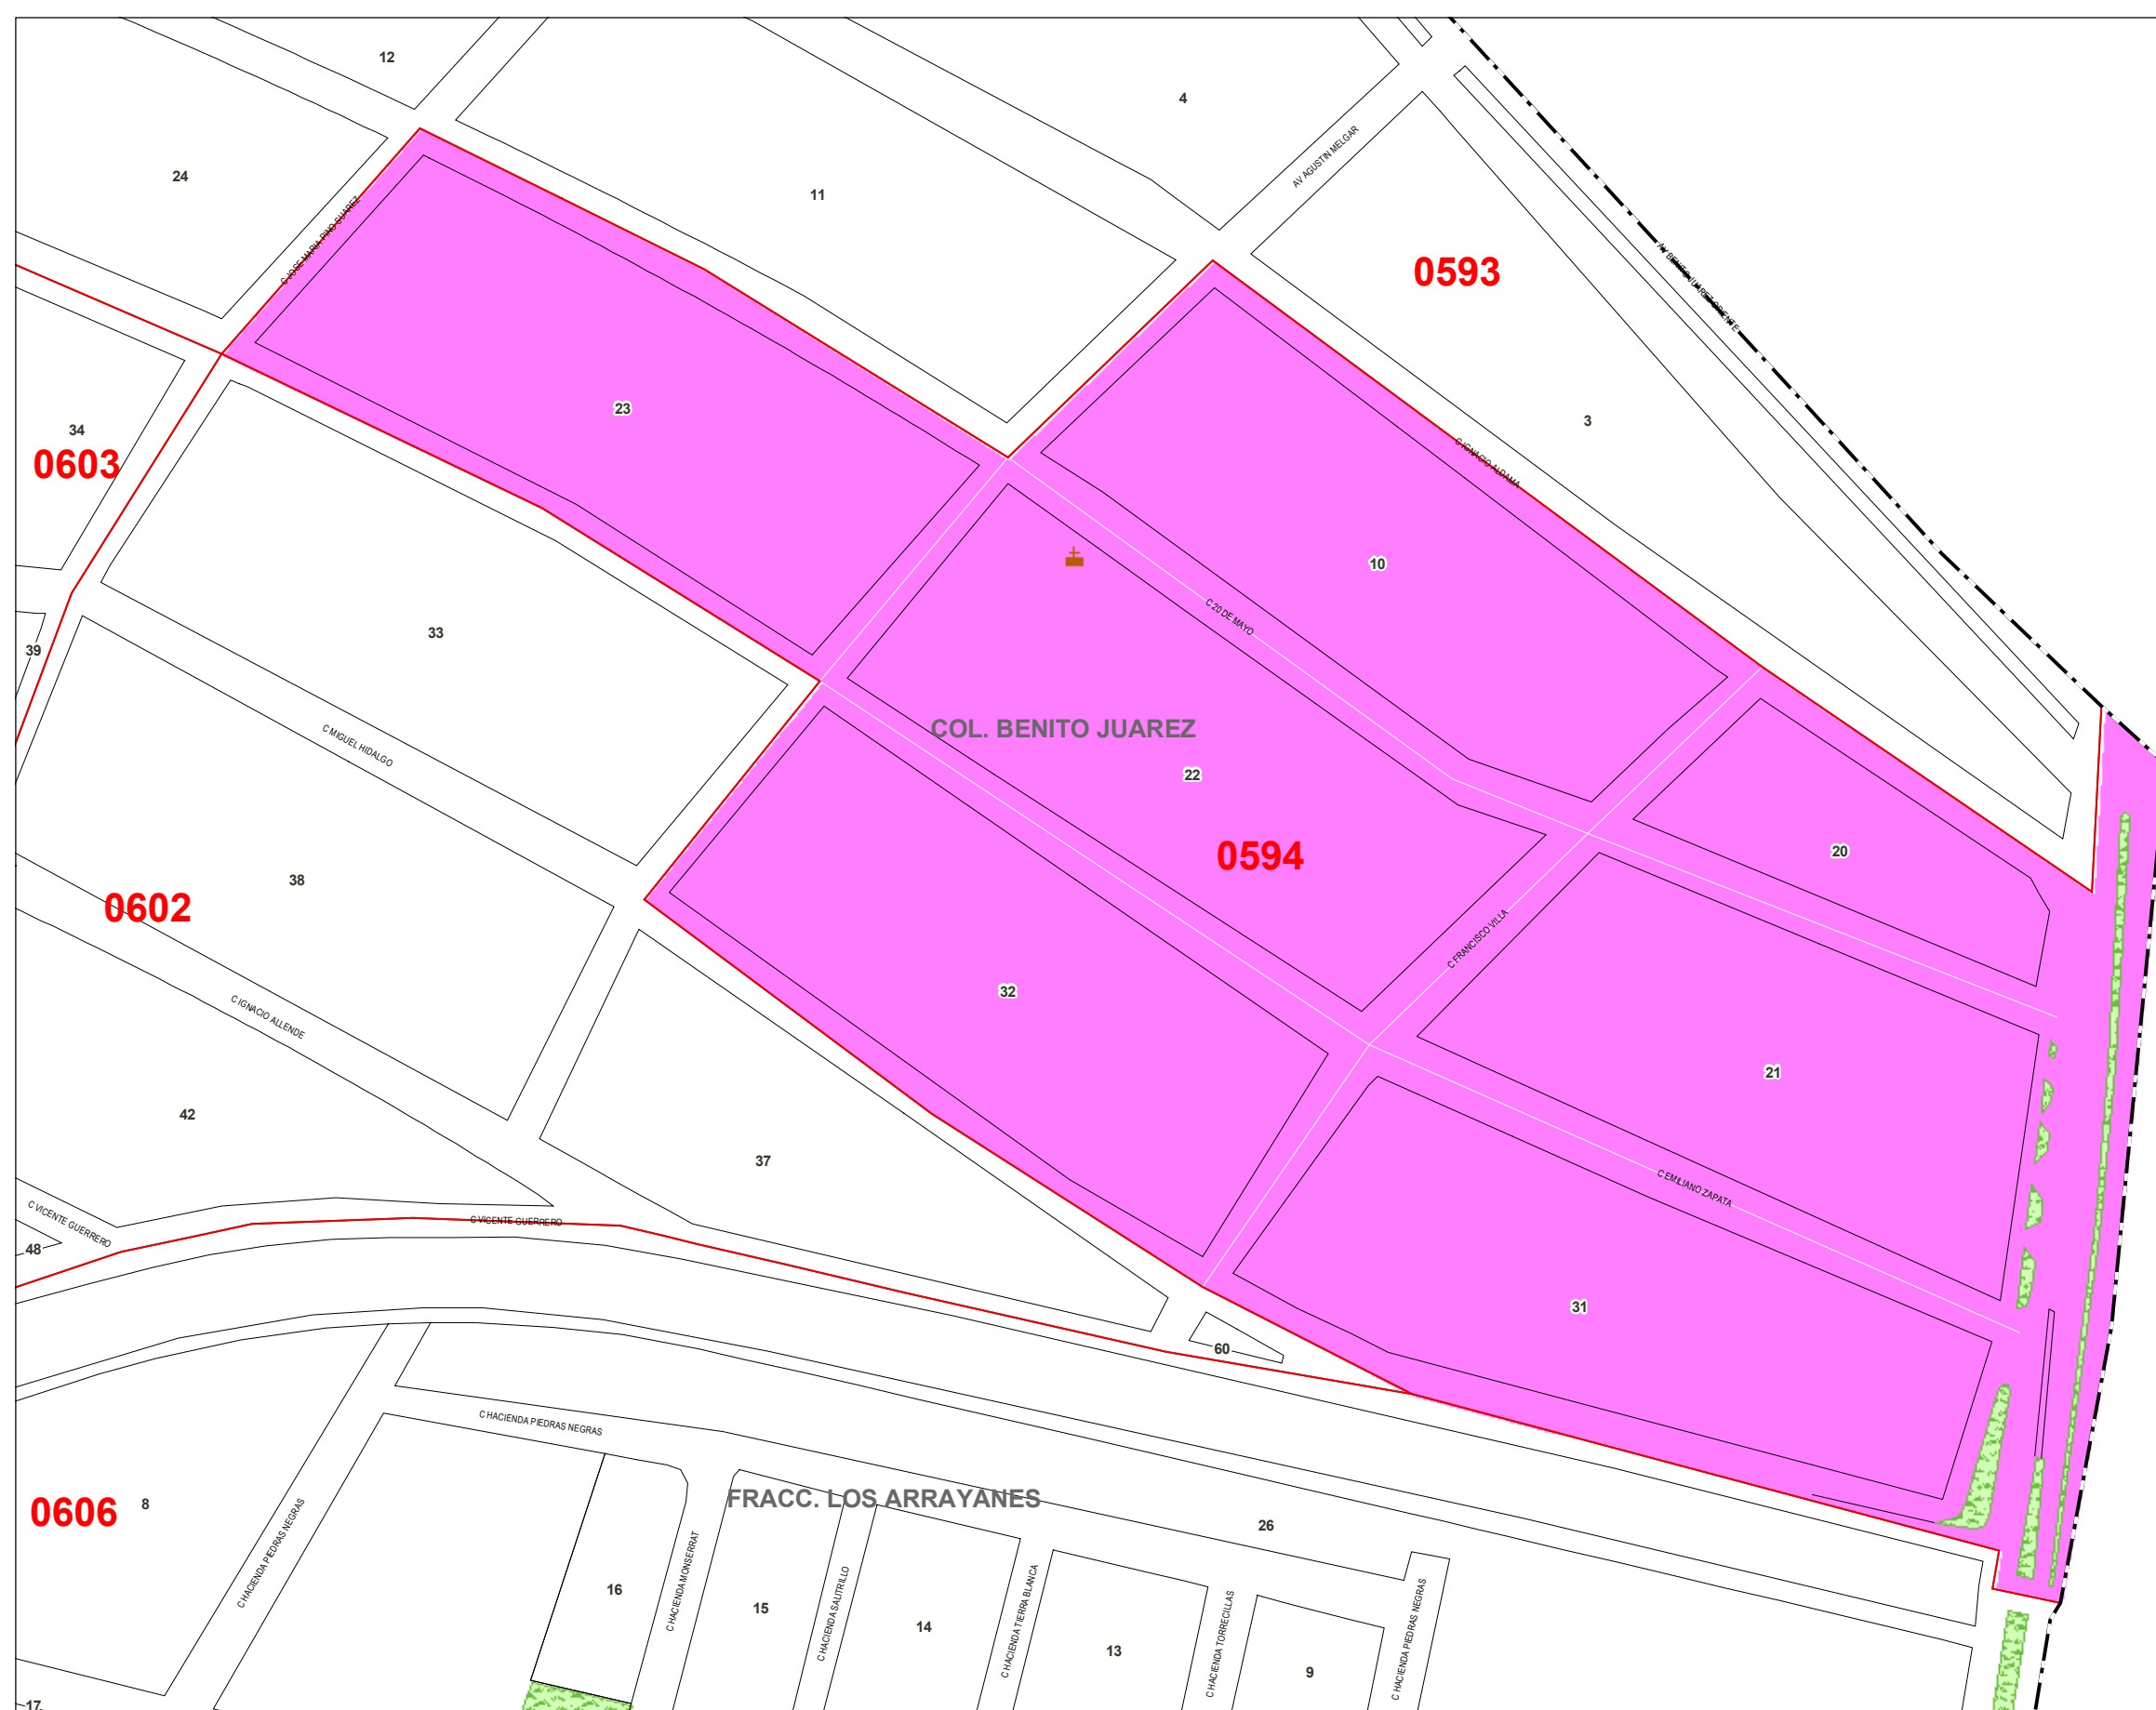 12
4
24
11
AV AGUSTIN MELGAR
C JOSE MARIA PINO SUAREZ
0593
AV BENITO JUAREZ ORIENTE
23
3
34
0603
C IGNACIO ALDAMA
10
C 20 DE MAYO
33
39
COL. BENITO JUAREZ
C MIGUEL HIDALGO
22
0594
20
38
0602
C FRANCISCO VILLA
32
C IGNACIO ALLENDE
21
42
37
C EMILIANO ZAPATA
C VICENTE GUERRERO
C VICENTE GUERRERO
48
31
60
C HACIENDA PIEDRAS NEGRAS
FRACC. LOS ARRAYANES
8
0606
26
C HACIENDA PIEDRAS NEGRAS
16
C HACIENDA MONSERRAT
15
C HACIENDA SALITRILLO
14
C HACIENDA TIERRA BLANCA
13
C HACIENDA TORRECILLAS
9
C HACIENDA PIEDRAS NEGRAS
17